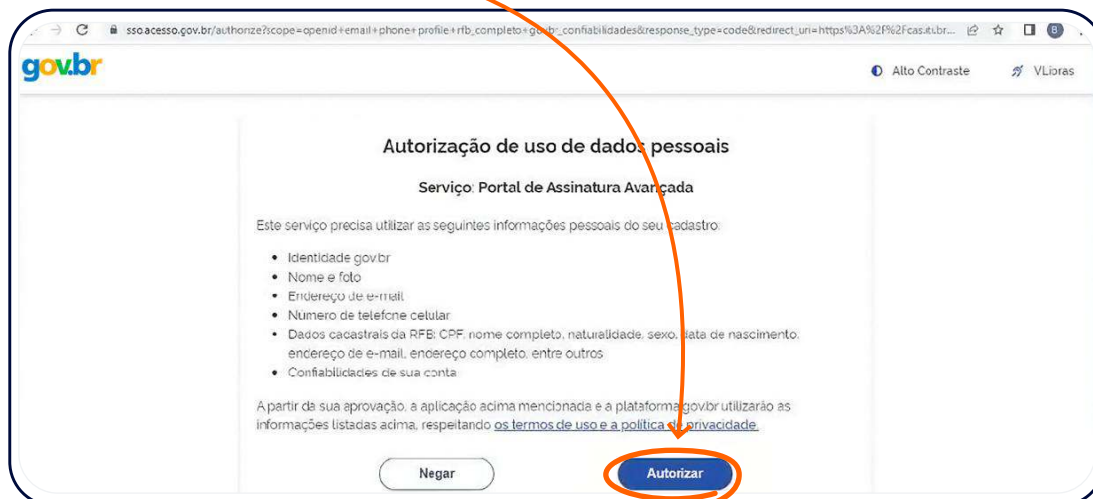 sso.acesso.gov.br/authorize?scope=openid+email+phone+profile+rfb_completo+govbr_confiabilidades&response_type=code&redirect_uri=https%3A%2F%2Fcas.iti.br...
B
gov.br
Alto Contraste
VLibras
Autorização de uso de dados pessoais
Serviço: Portal de Assinatura Avançada
Este serviço precisa utilizar as seguintes informações pessoais do seu cadastro:
• Identidade gov.br
• Nome e foto
• Endereço de e-mail
• Número de telefone celular
• Dados cadastrais da RFB: CPF, nome completo, naturalidade, sexo, data de nascimento,
endereço de e-mail, endereço completo, entre outros
• Confiabilidades de sua conta
A partir da sua aprovação, a aplicação acima mencionada e a plataforma gov.br utilizarão as
informações listadas acima, respeitando os termos de uso e a política de privacidade.
Negar
Autorizar